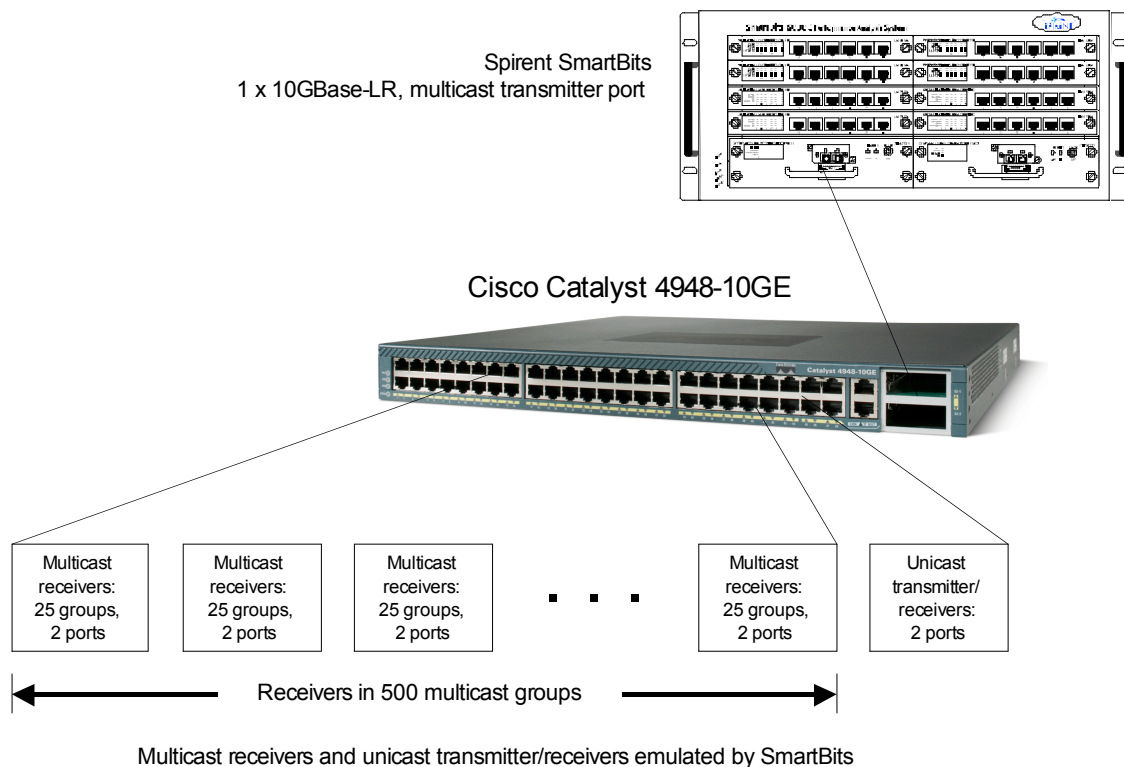 Spirent SmartBits
1 x 10GBase-LR, multicast transmitter port
Cisco Catalyst 4948-10GE
Catalyst 4948-10GE
Multicast
receivers:
25 groups,
2 ports
Multicast
receivers:
25 groups,
2 ports
Multicast
receivers:
25 groups,
2 ports
. . .
Multicast
receivers:
25 groups,
2 ports
Unicast
transmitter/
receivers:
2 ports
Receivers in 500 multicast groups
Multicast receivers and unicast transmitter/receivers emulated by SmartBits